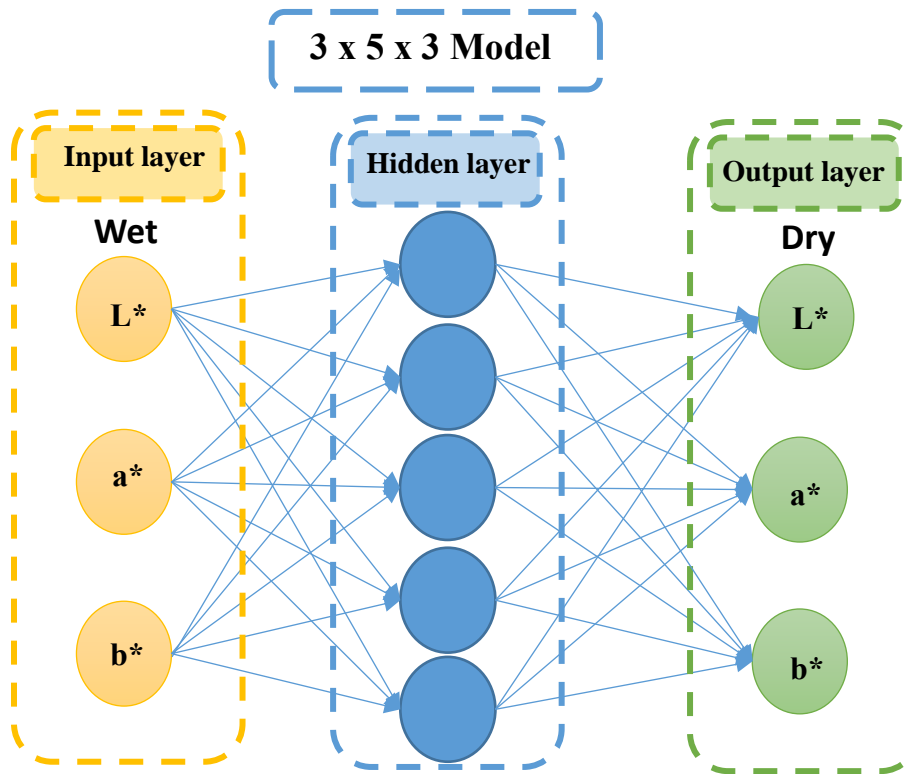 3 x 5 x 3 Model
Input layer
Hidden layer
Output layer
Wet
Dry
L*
a*
b*
L*
a*
b*